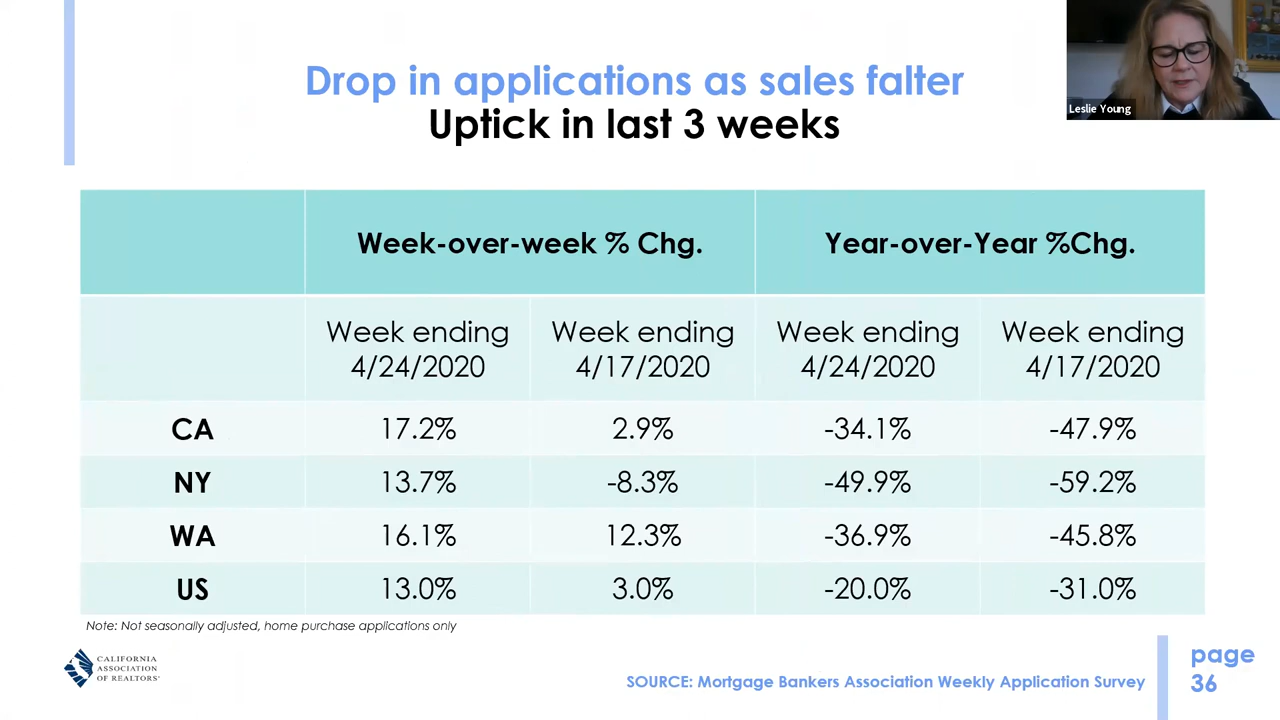 Drop in applications as sales falter
Uptick in last 3 weeks
Leslie Young
Week-over-week % Chg. Year-over-Year %Chg.
Week ending 4/24/2020 Week ending 4/17/2020 Week ending 4/24/2020 Week ending 4/17/2020
CA 17.2% 2.9% -34.1% -47.9%
NY 13.7% -8.3% -49.9% -59.2%
WA 16.1% 12.3% -36.9% -45.8%
US 13.0% 3.0% -20.0% -31.0%
Note: Not seasonally adjusted, home purchase applications only
CALIFORNIA
ASSOCIATION
OF REALTORS®
SOURCE: Mortgage Bankers Association Weekly Application Survey
page
36